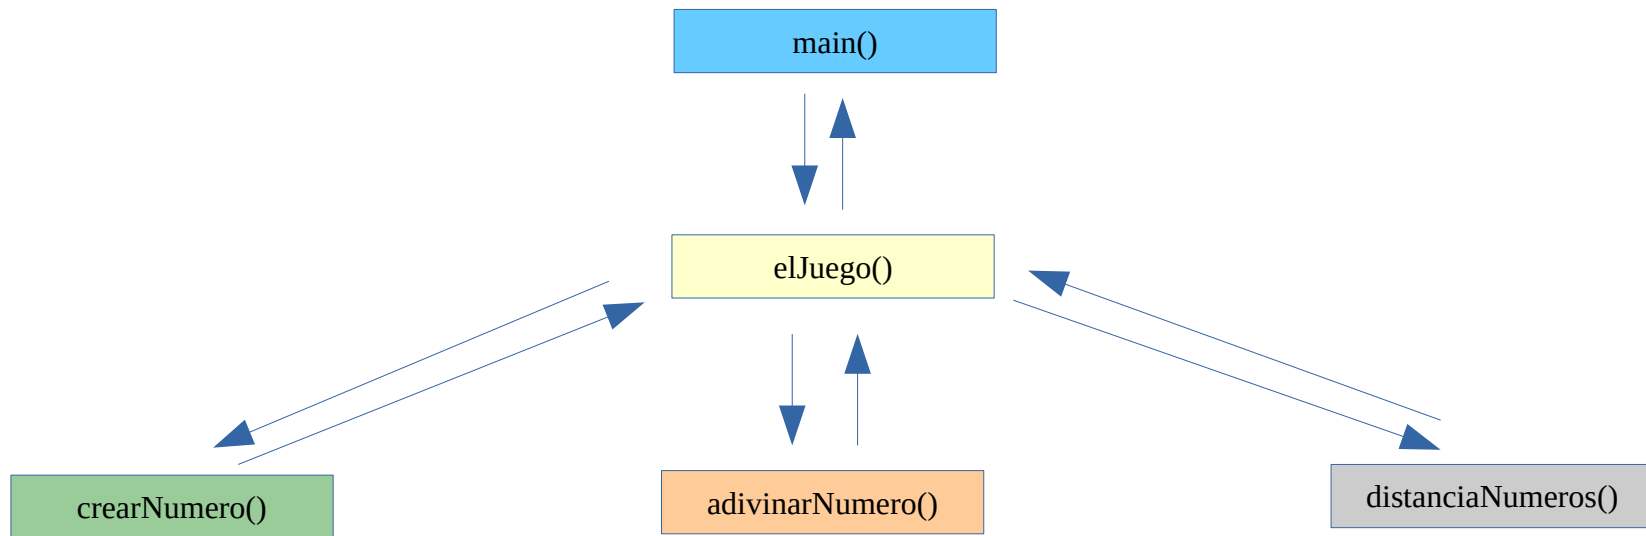 main()
elJuego()
crearNumero()
adivinarNumero()
distanciaNumeros()